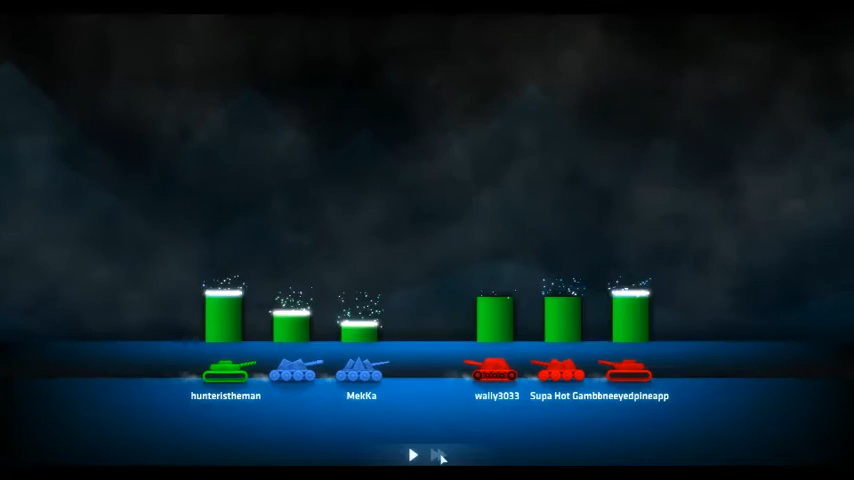 hunteristheman
MekKa
wally3033
Supa Hot Gambbneeyedpineapp